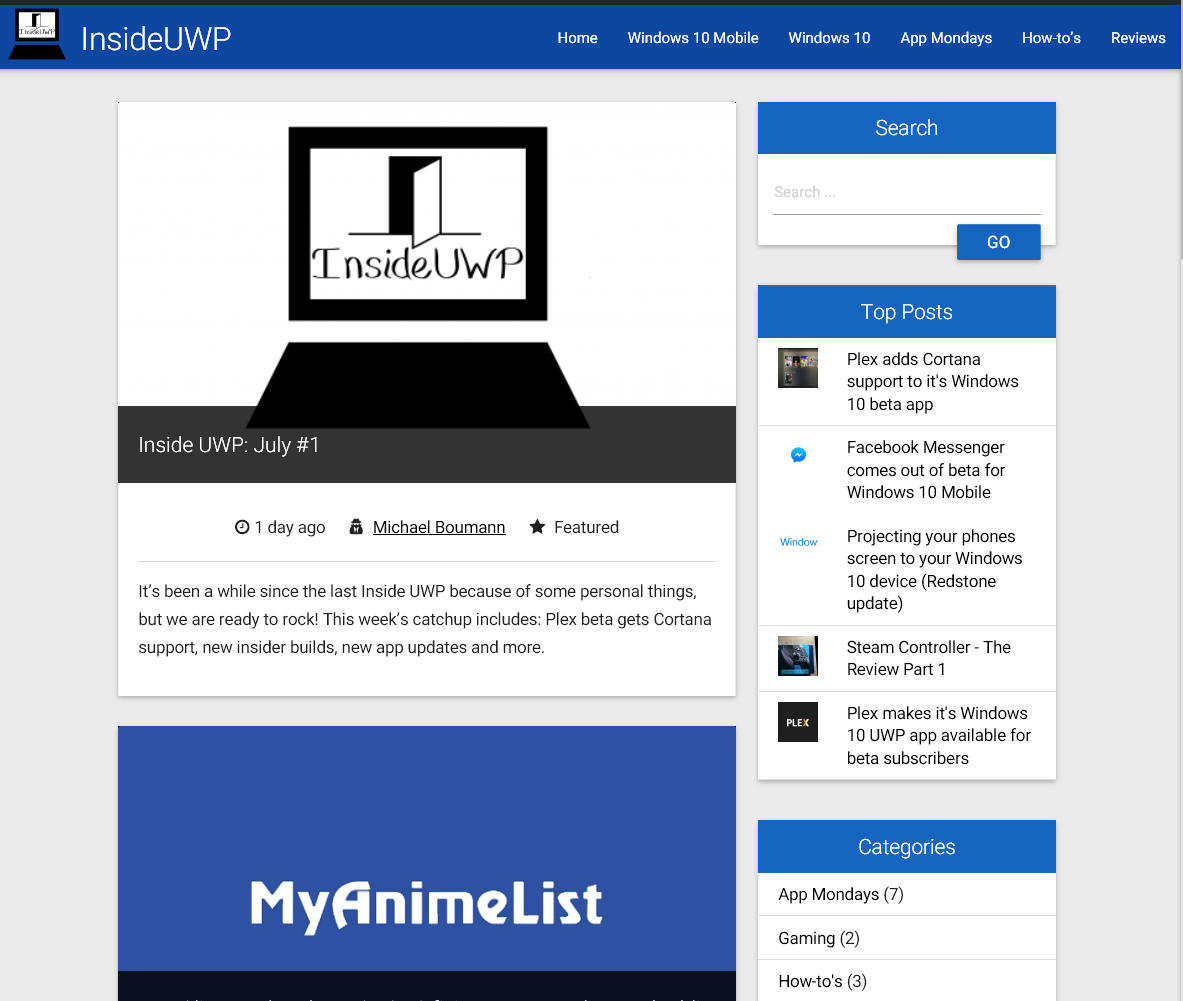 InsideUWP
InsideUWP
Home
Windows 10 Mobile
Windows 10
App Mondays
How-to’s
Reviews
InsideUWP
Inside UWP: July #1
1 day ago
Michael Boumann
Featured
It’s been a while since the last Inside UWP because of some personal things,
but we are ready to rock! This week’s catchup includes: Plex beta gets Cortana
support, new insider builds, new app updates and more.
MyAnimeList
Search
Search ...
GO
Top Posts
Plex adds Cortana
support to it's Windows
10 beta app
Facebook Messenger
comes out of beta for
Windows 10 Mobile
Window
Projecting your phones
screen to your Windows
10 device (Redstone
update)
Steam Controller - The
Review Part 1
PLEX
Plex makes it's Windows
10 UWP app available for
beta subscribers
Categories
App Mondays (7)
Gaming (2)
How-to's (3)